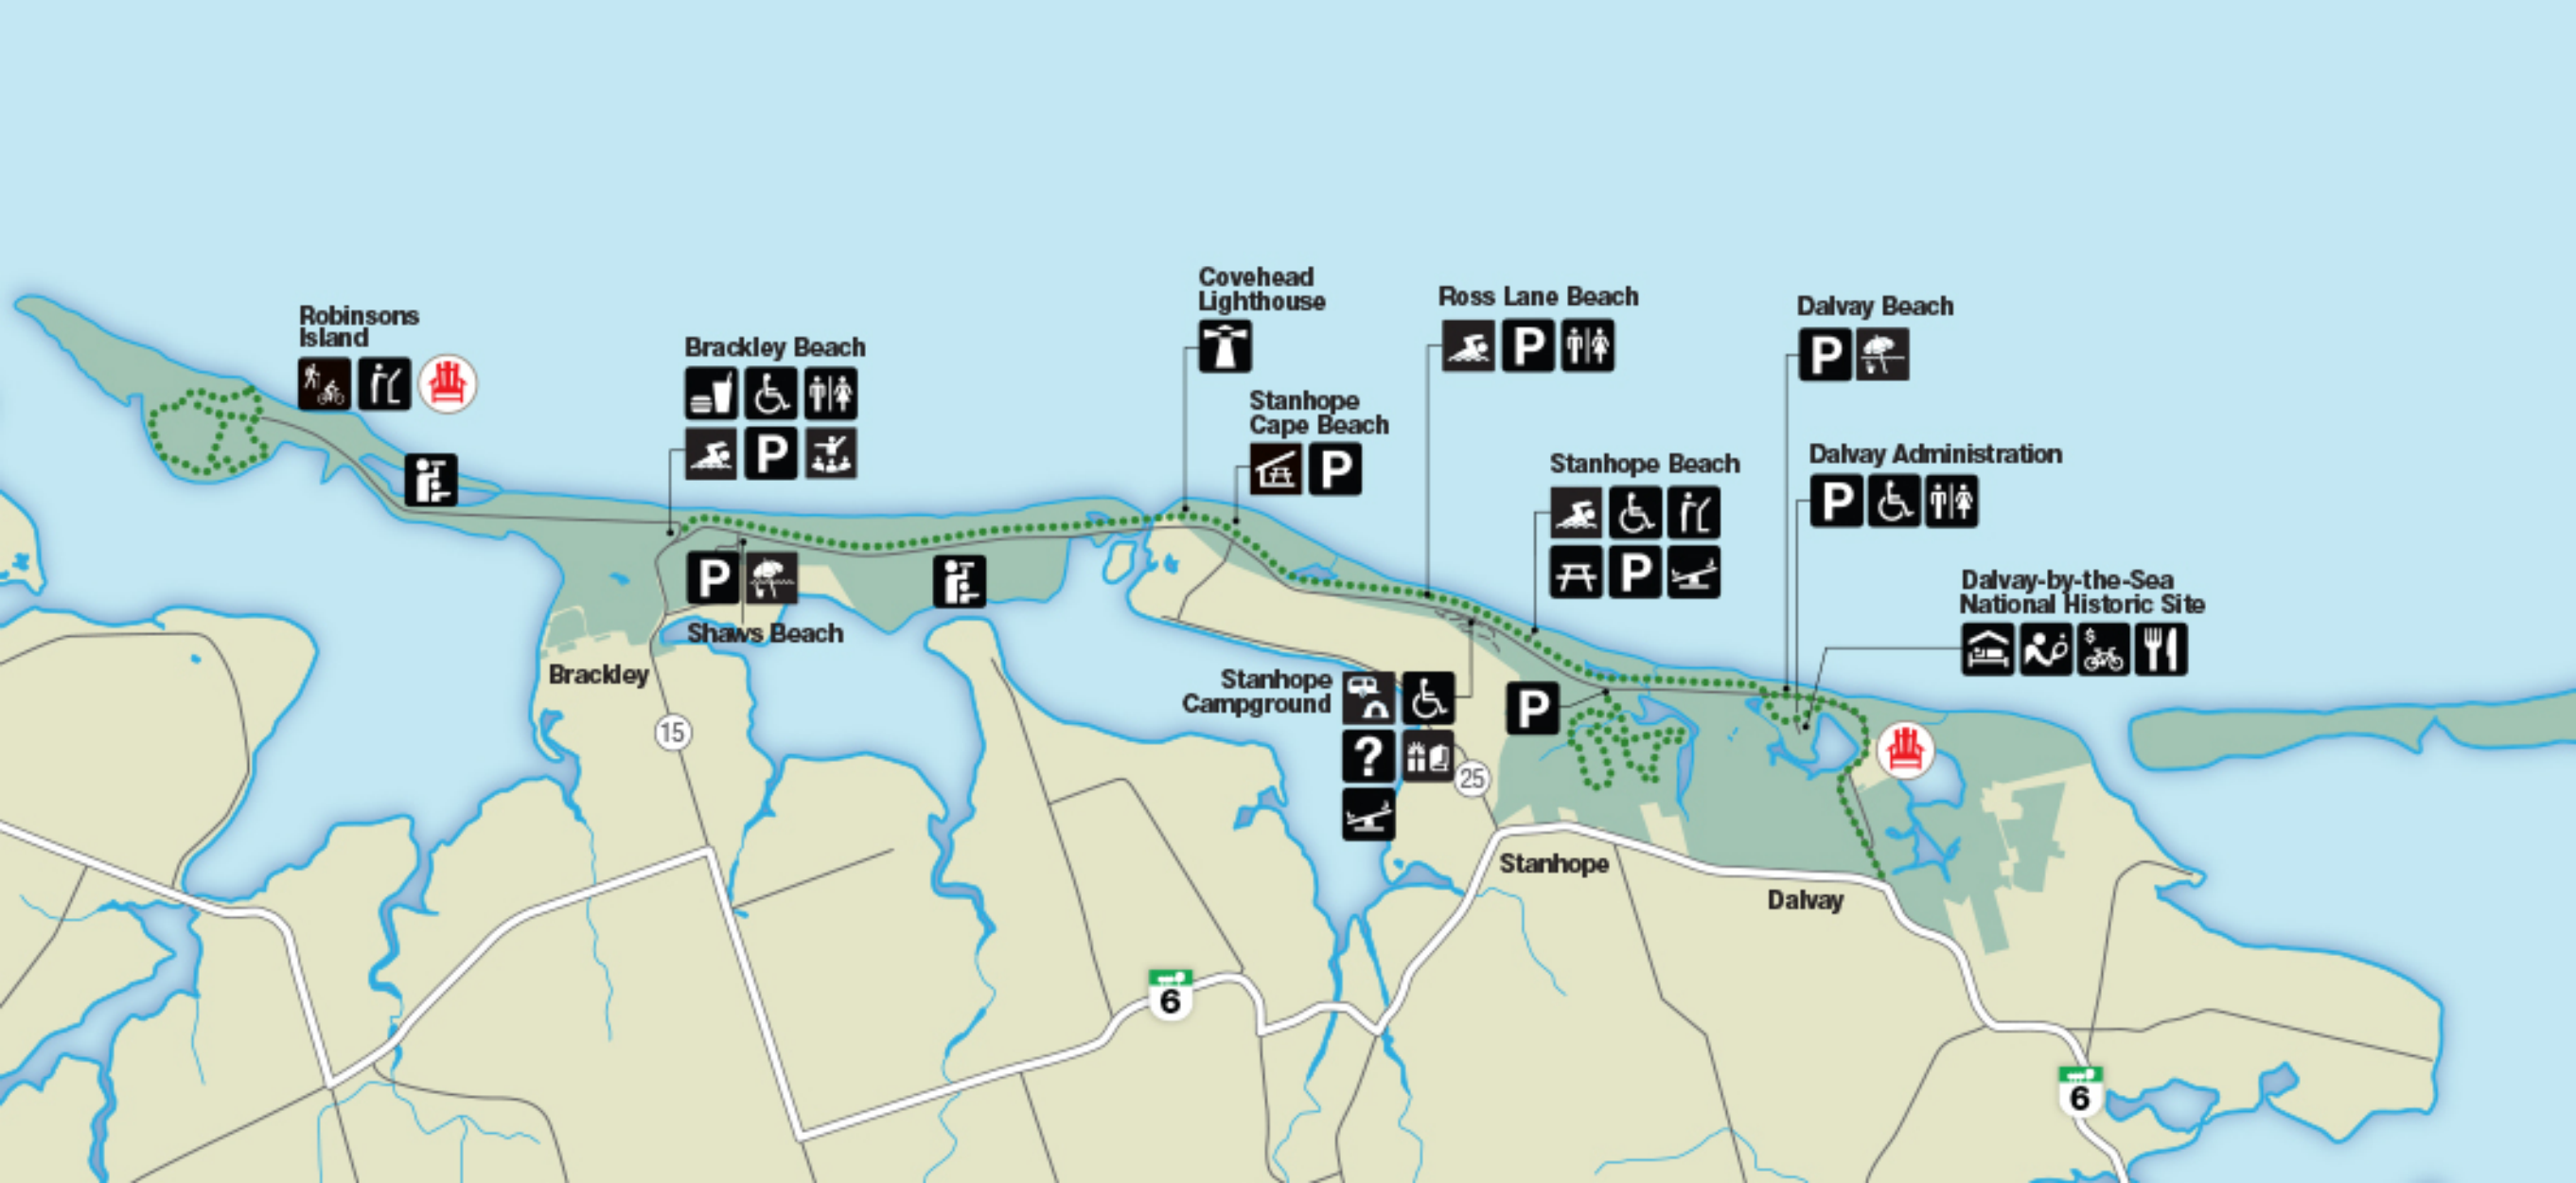 Robinsons
Island
Brackley Beach
P
P
Shaws Beach
Brackley
15
Covehead
Lighthouse
Stanhope
Cape Beach
P
Ross Lane Beach
P
Stanhope Beach
P
Stanhope
Campground
?
P
25
Stanhope
Dalvay Beach
P
Dalvay Administration
P
Dalvay-by-the-Sea
National Historic Site
$
Dalvay
6
6